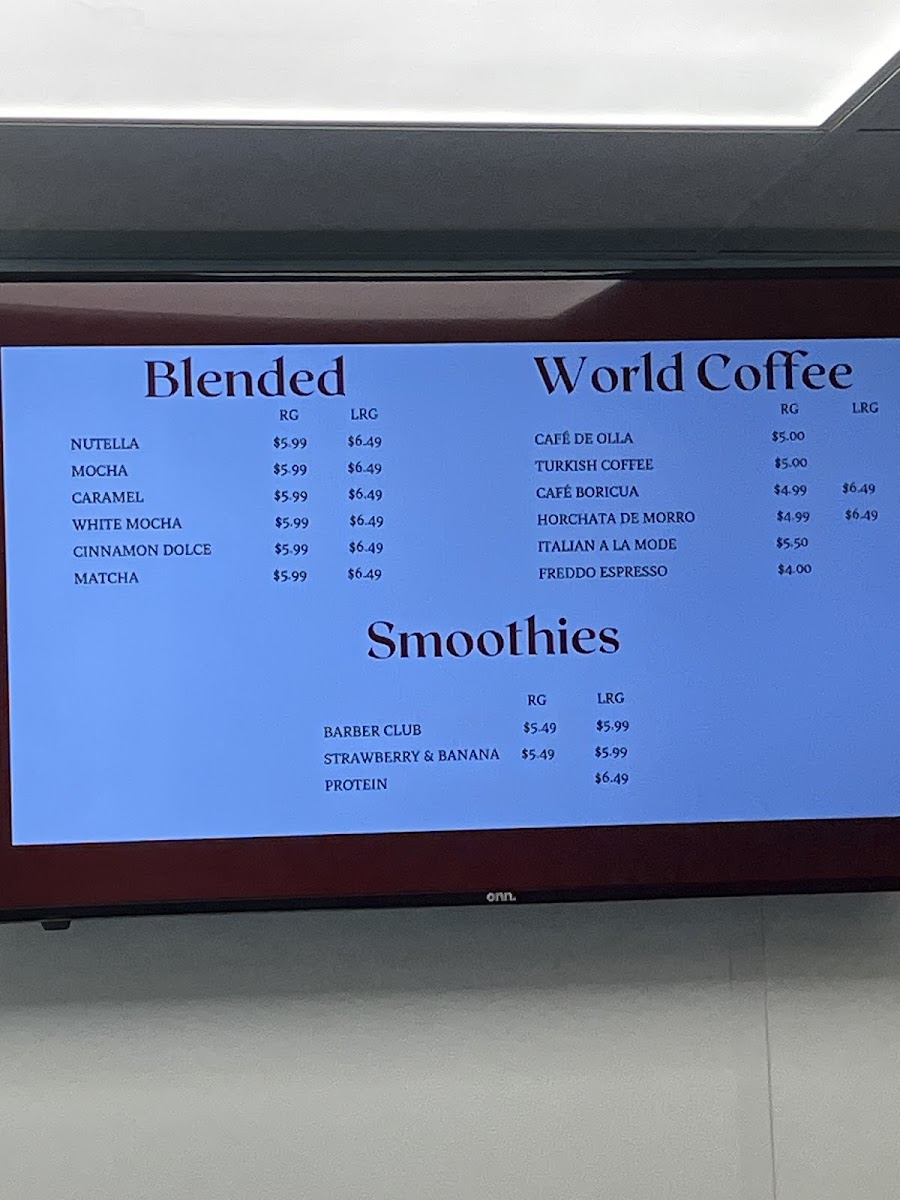 Blended
RG LRG
NUTELLA $5.99 $6.49
MOCHA $5.99 $6.49
CARAMEL $5.99 $6.49
WHITE MOCHA $5.99 $6.49
CINNAMON DOLCE $5.99 $6.49
MATCHA $5.99 $6.49
World Coffee
RG LRG
CAFÉ DE OLLA $5.00
TURKISH COFFEE $5.00
CAFÉ BORICUA $4.99 $6.49
HORCHATA DE MORRO $4.99 $6.49
ITALIAN A LA MODE $5.50
FREDDO ESPRESSO $4.00
Smoothies
RG LRG
BARBER CLUB $5.49 $5.99
STRAWBERRY & BANANA $5.49 $5.99
PROTEIN $6.49
onn.